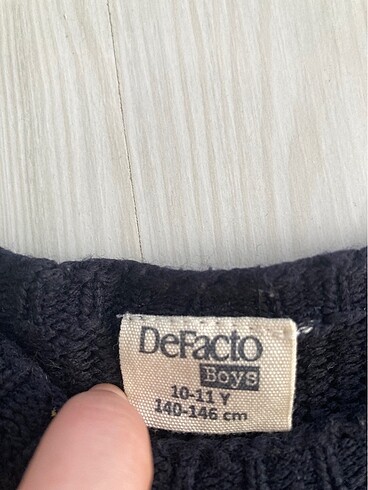 DeFacto
Boys
10-11 Y
140-146 cm